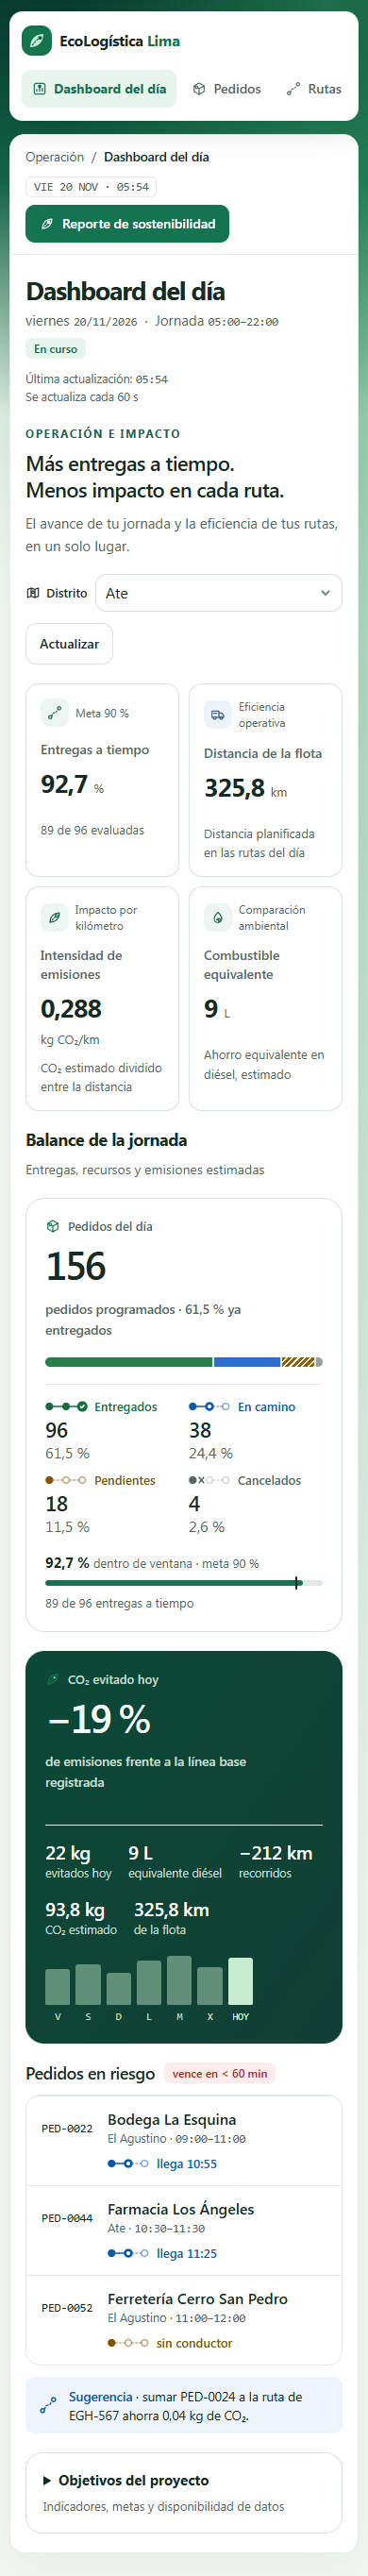 EcoLogística Lima
Dashboard del día
Pedidos
Rutas
Operación / Dashboard del día
VIE 20 NOV · 05:54
Reporte de sostenibilidad
Dashboard del día
viernes 20/11/2026 · Jornada 05:00–22:00
En curso
Última actualización: 05:54
Se actualiza cada 60 s
OPERACIÓN E IMPACTO
Más entregas a tiempo.
Menos impacto en cada ruta.
El avance de tu jornada y la eficiencia de tus rutas,
en un solo lugar.
Distrito
Ate
Actualizar
Meta 90 %
Entregas a tiempo
92,7 %
89 de 96 evaluadas
Eficiencia
operativa
Distancia de la flota
325,8 km
Distancia planificada
en las rutas del día
Impacto por
kilómetro
Intensidad de
emisiones
0,288
kg CO₂/km
CO₂ estimado dividido
entre la distancia
Comparación
ambiental
Combustible
equivalente
9 L
Ahorro equivalente en
diésel, estimado
Balance de la jornada
Entregas, recursos y emisiones estimadas
Pedidos del día
156
pedidos programados · 61,5 % ya
entregados
Entregados
96
61,5 %
En camino
38
24,4 %
Pendientes
18
11,5 %
Cancelados
4
2,6 %
92,7 % dentro de ventana · meta 90 %
89 de 96 entregas a tiempo
CO₂ evitado hoy
−19 %
de emisiones frente a la línea base
registrada
22 kg
evitados hoy
9 L
equivalente diésel
−212 km
recorridos
93,8 kg
CO₂ estimado
325,8 km
de la flota
V S D L M X HOY
Pedidos en riesgo
vence en < 60 min
PED-0022
Bodega La Esquina
El Agustino · 09:00–11:00
llega 10:55
PED-0044
Farmacia Los Ángeles
Ate · 10:30–11:30
llega 11:25
PED-0052
Ferretería Cerro San Pedro
El Agustino · 11:00–12:00
sin conductor
Sugerencia · sumar PED-0024 a la ruta de
EGH-567 ahorra 0,04 kg de CO₂.
Objetivos del proyecto
Indicadores, metas y disponibilidad de datos